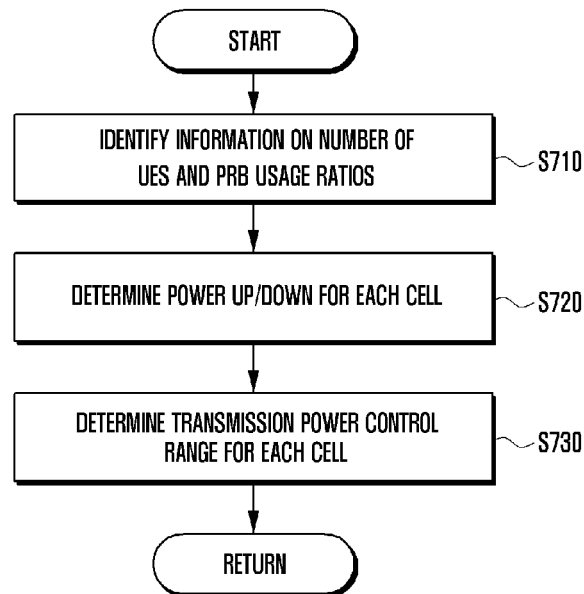 START
IDENTIFY INFORMATION ON NUMBER OF
UES AND PRB USAGE RATIOS
S710
DETERMINE POWER UP/DOWN FOR EACH CELL
S720
DETERMINE TRANSMISSION POWER CONTROL
RANGE FOR EACH CELL
S730
RETURN